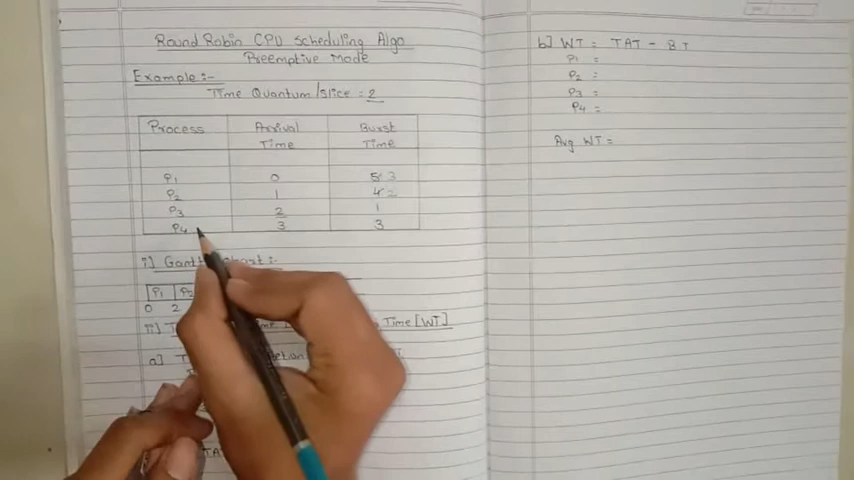 Round Robin CPU Scheduling Algo
Preemptive Mode
Example :-
Time Quantum/Slice = 2
Process Arrival Time Burst Time
P1 0 5 3
P2 1 4 2
P3 2 1
P4 3 3
i] Gantt Chart :-
P1 P2
0 2
ii] Time [WT]
a]
b] WT = TAT - BT
P1 =
P2 =
P3 =
P4 =
Avg WT =